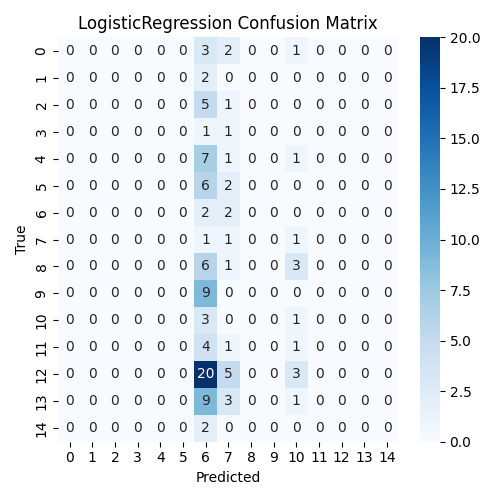 LogisticRegression Confusion Matrix
0 0 0 0 0 0 0 3 2 0 0 1 0 0 0 0
1 0 0 0 0 0 0 2 0 0 0 0 0 0 0 0
2 0 0 0 0 0 0 5 1 0 0 0 0 0 0 0
3 0 0 0 0 0 0 1 1 0 0 0 0 0 0 0
4 0 0 0 0 0 0 7 1 0 0 1 0 0 0 0
5 0 0 0 0 0 0 6 2 0 0 0 0 0 0 0
6 0 0 0 0 0 0 2 2 0 0 0 0 0 0 0
7 0 0 0 0 0 0 1 1 0 0 1 0 0 0 0
8 0 0 0 0 0 0 6 1 0 0 3 0 0 0 0
9 0 0 0 0 0 0 9 0 0 0 0 0 0 0 0
10 0 0 0 0 0 0 3 0 0 0 1 0 0 0 0
11 0 0 0 0 0 0 4 1 0 0 1 0 0 0 0
12 0 0 0 0 0 0 20 5 0 0 3 0 0 0 0
13 0 0 0 0 0 0 9 3 0 0 1 0 0 0 0
14 0 0 0 0 0 0 2 0 0 0 0 0 0 0 0
0 1 2 3 4 5 6 7 8 9 10 11 12 13 14
Predicted
True
20.0
17.5
15.0
12.5
10.0
7.5
5.0
2.5
0.0